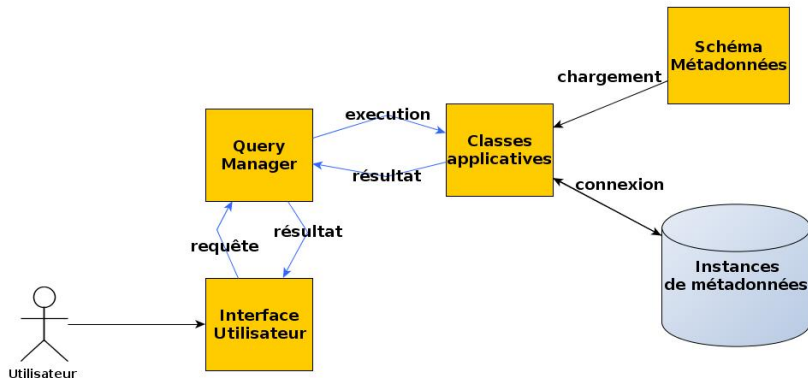 Schéma
Métadonnées
chargement
execution
Query
Manager
Classes
applicatives
résultat
connexion
requête
résultat
Instances
de métadonnées
Interface
Utilisateur
Utilisateur